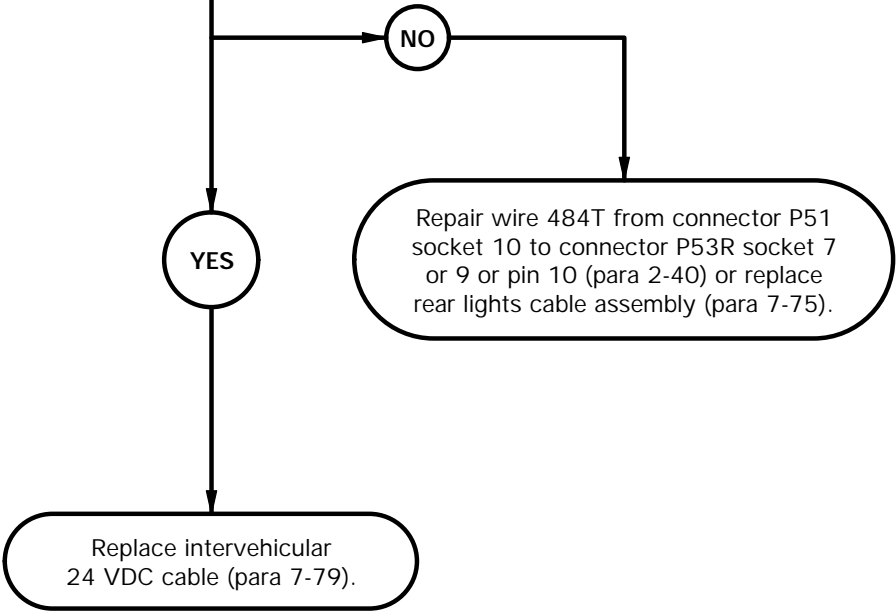 NO
Repair wire 484T from connector P51
socket 10 to connector P53R socket 7
or 9 or pin 10 (para 2-40) or replace
rear lights cable assembly (para 7-75).
YES
Replace intervehicular
24 VDC cable (para 7-79).